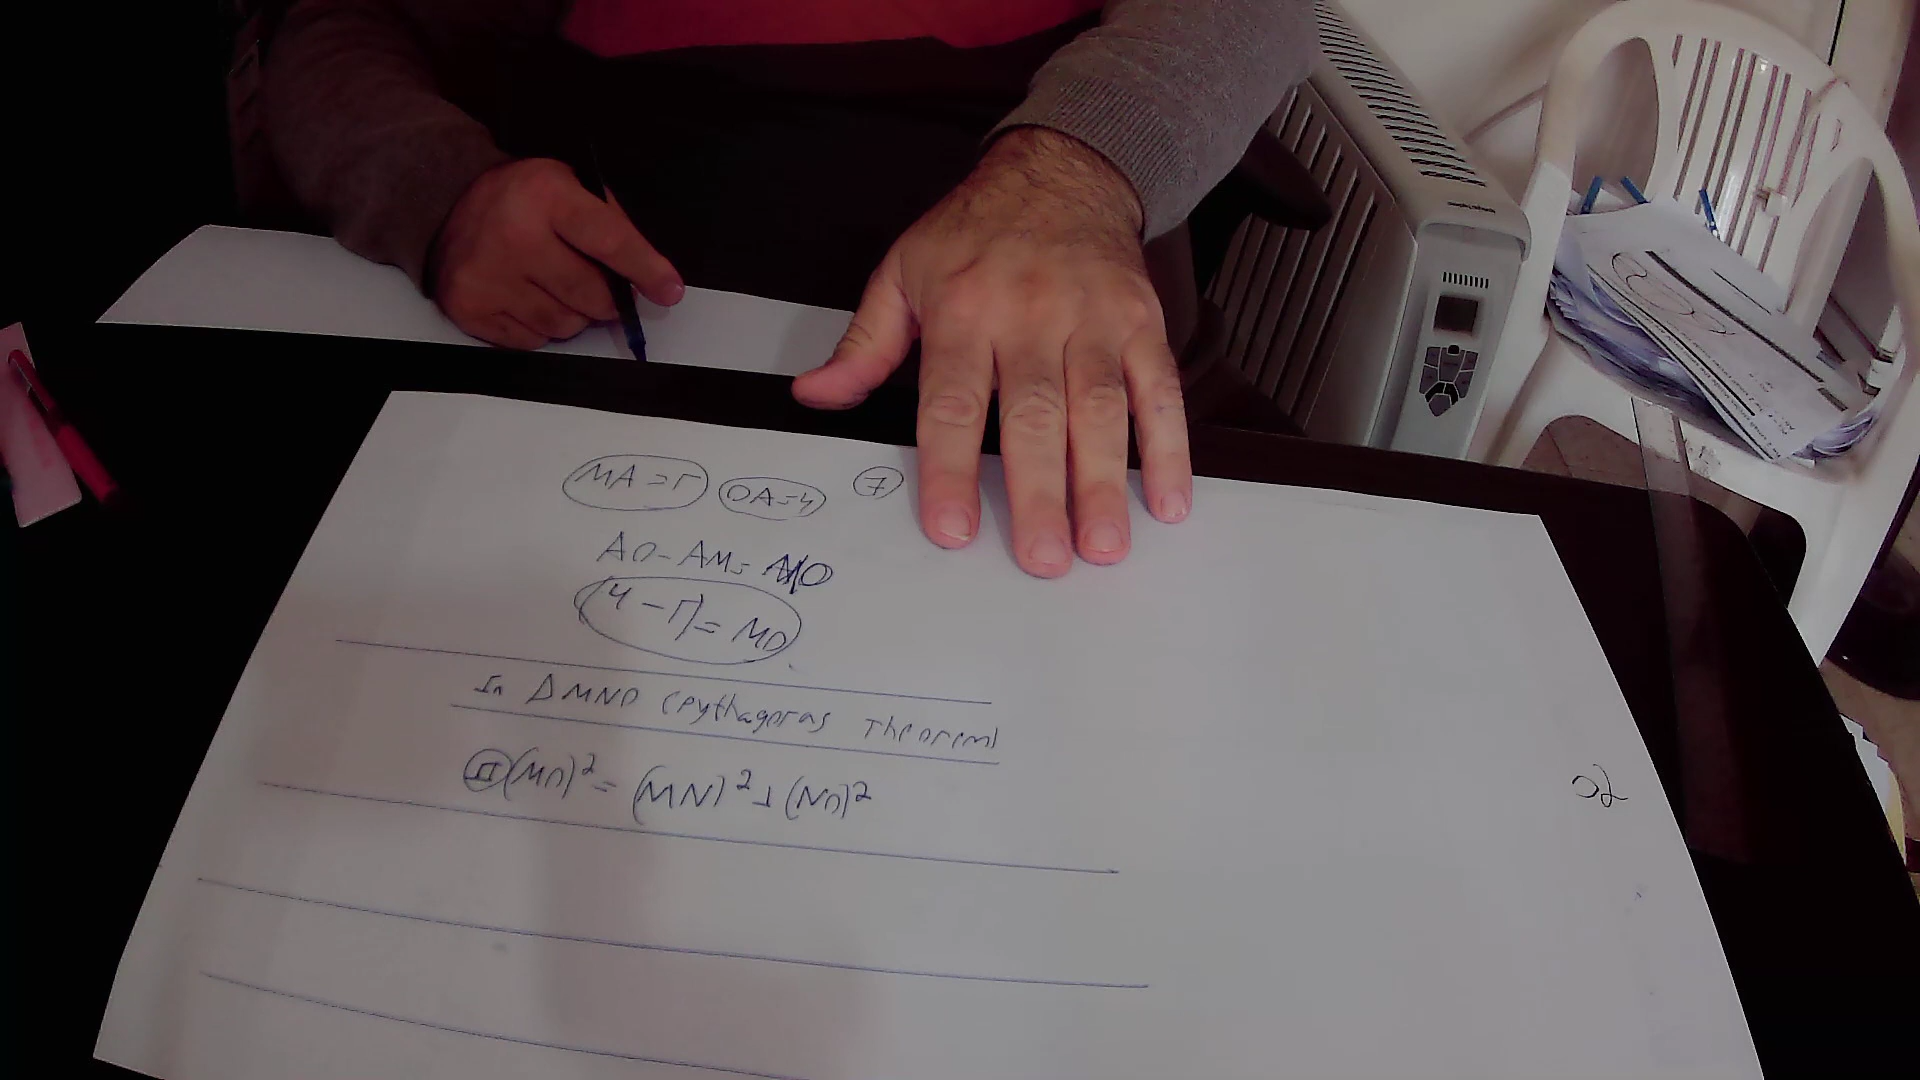 MA = r OA = 4 7
AO - AM = MO
(4 - r) = MO
In ΔMNO (Pythagoras Theorem)
II (MO)² = (MN)² + (NO)²